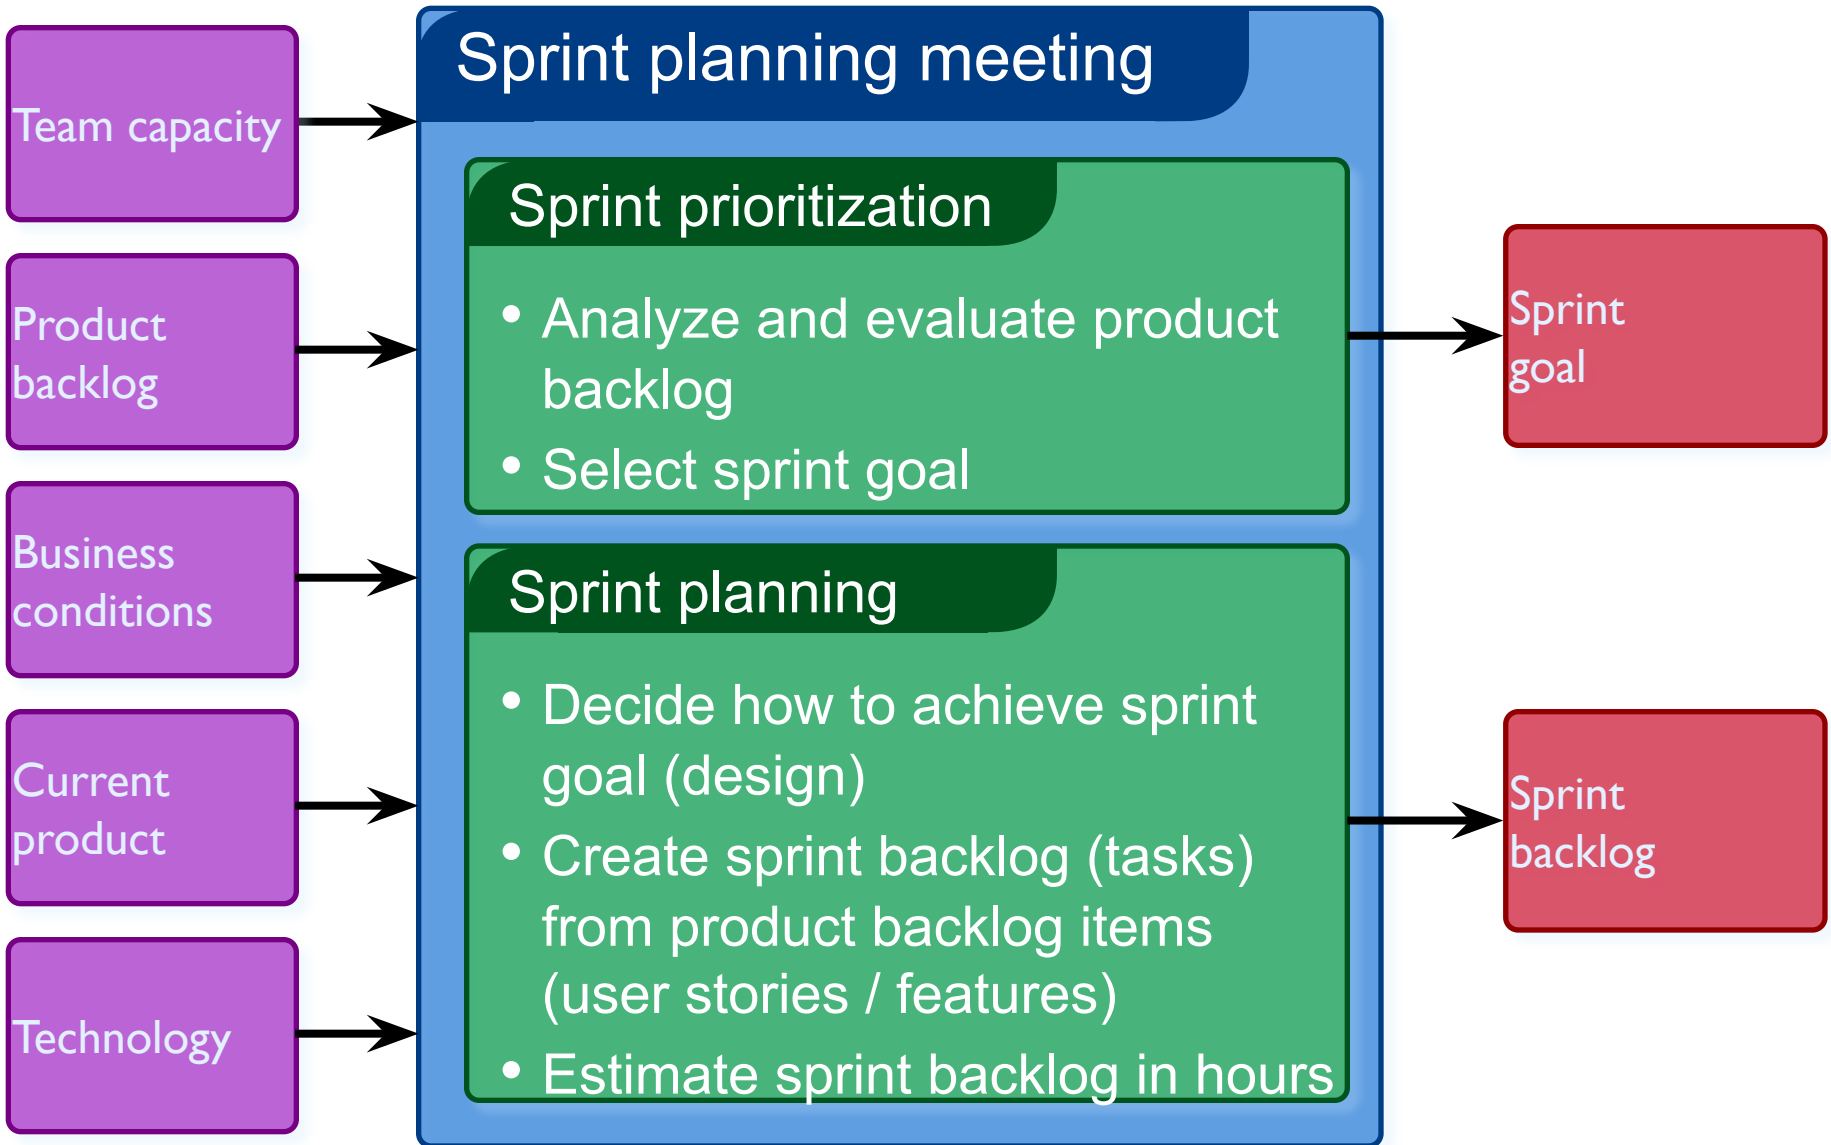 Team capacity
Product
backlog
Business
conditions
Current
product
Technology
Sprint planning meeting
Sprint prioritization
• Analyze and evaluate product
backlog
• Select sprint goal
Sprint planning
• Decide how to achieve sprint
goal (design)
• Create sprint backlog (tasks)
from product backlog items
(user stories / features)
• Estimate sprint backlog in hours
Sprint
goal
Sprint
backlog